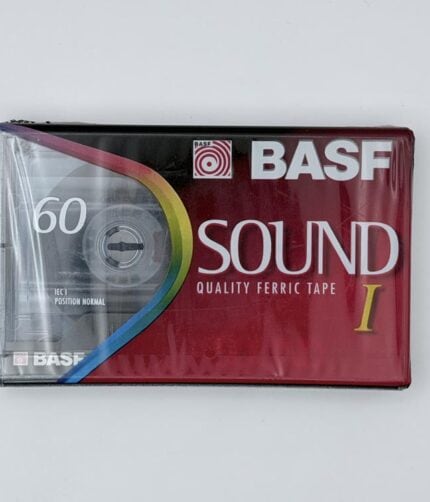 BASF
BASF
60
SOUND
QUALITY FERRIC TAPE
I
IEC I
POSITION NORMAL
BASF